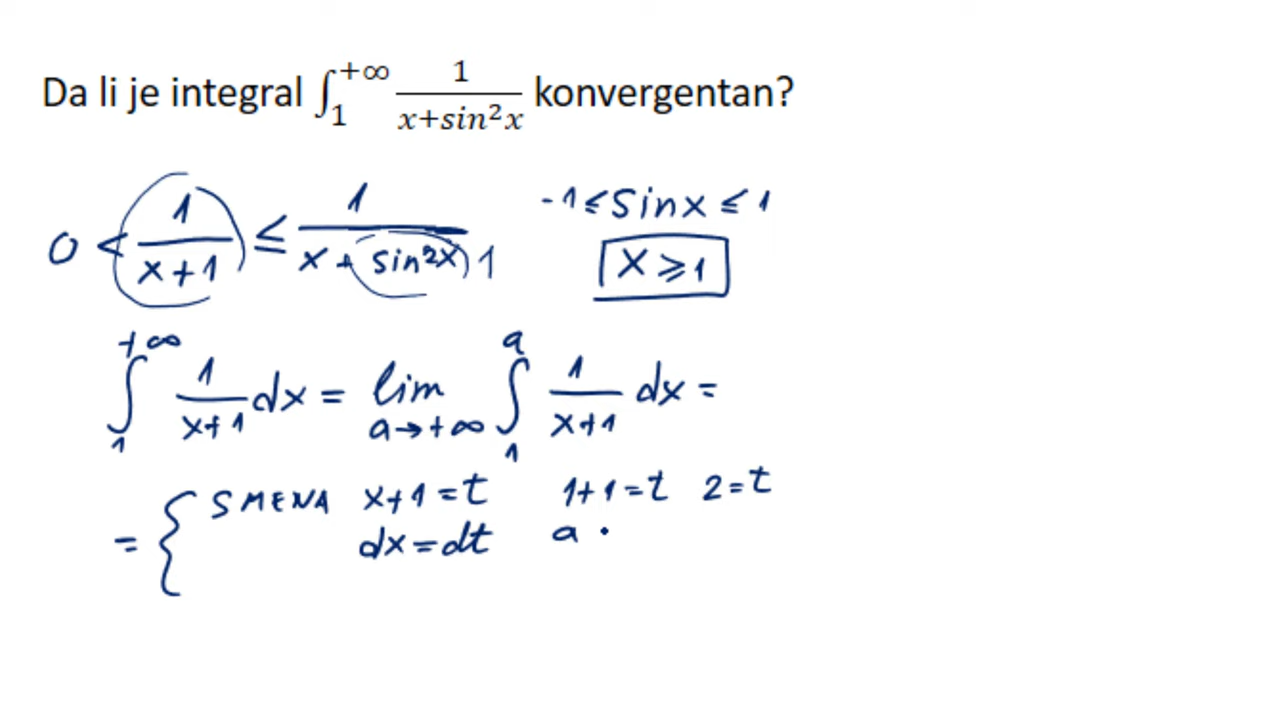 Da li je integral ∫₁^{+∞} 1/(x+sin²x) konvergentan?
0 < 1/(x+1) ≤ 1/(x + sin²x) 1   -1 ≤ sin x ≤ 1
x ≥ 1
∫₁^{+∞} 1/(x+1) dx = lim_{a→+∞} ∫₁^{a} 1/(x+1) dx =
= { SMENA x+1=t   1+1=t   2=t
dx=dt   a ·